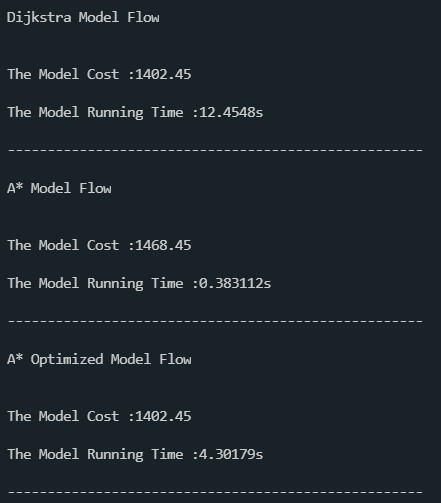 Dijkstra Model Flow
The Model Cost :1402.45
The Model Running Time :12.4548s
----------------------------------------------------
A* Model Flow
The Model Cost :1468.45
The Model Running Time :0.383112s
----------------------------------------------------
A* Optimized Model Flow
The Model Cost :1402.45
The Model Running Time :4.30179s
----------------------------------------------------